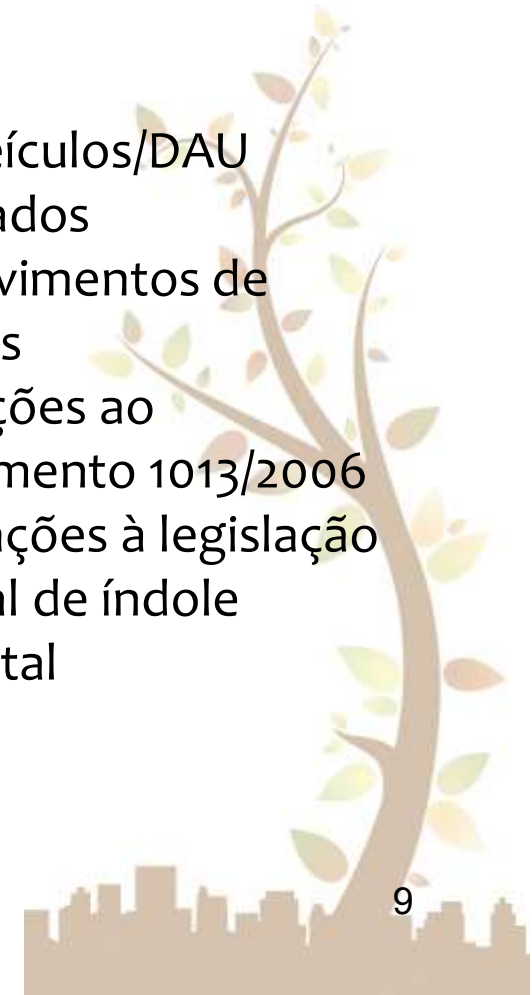 eículos/DAU
ados
vimentos de
s
ções ao
mento 1013/2006
ações à legislação
al de índole
tal
9